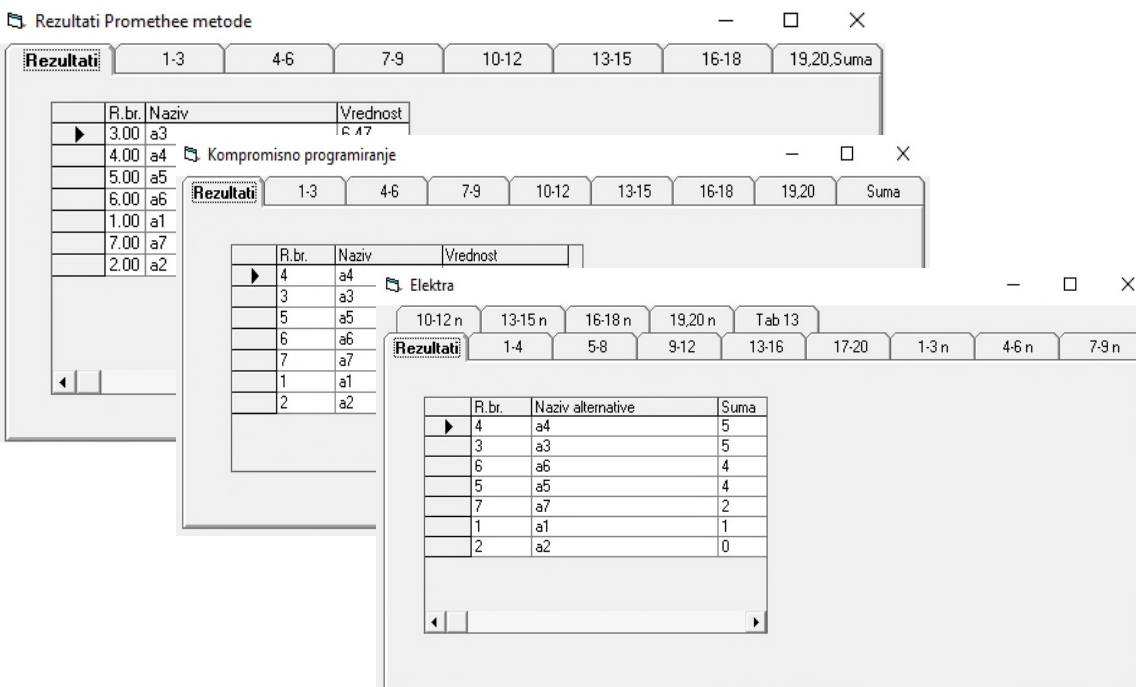 Rezultati Promethee metode
Rezultati 1-3 4-6 7-9 10-12 13-15 16-18 19,20,Suma
R.br. Naziv Vrednost
3.00 a3 6.47
4.00 a4
5.00 a5
6.00 a6
1.00 a1
7.00 a7
2.00 a2
Kompromisno programiranje
Rezultati 1-3 4-6 7-9 10-12 13-15 16-18 19,20 Suma
R.br. Naziv Vrednost
4 a4
3 a3
5 a5
6 a6
7 a7
1 a1
2 a2
Elektra
10-12 n 13-15 n 16-18 n 19,20 n Tab 13
Rezultati 1-4 5-8 9-12 13-16 17-20 1-3 n 4-6 n 7-9 n
R.br. Naziv alternative Suma
4 a4 5
3 a3 5
6 a6 4
5 a5 4
7 a7 2
1 a1 1
2 a2 0